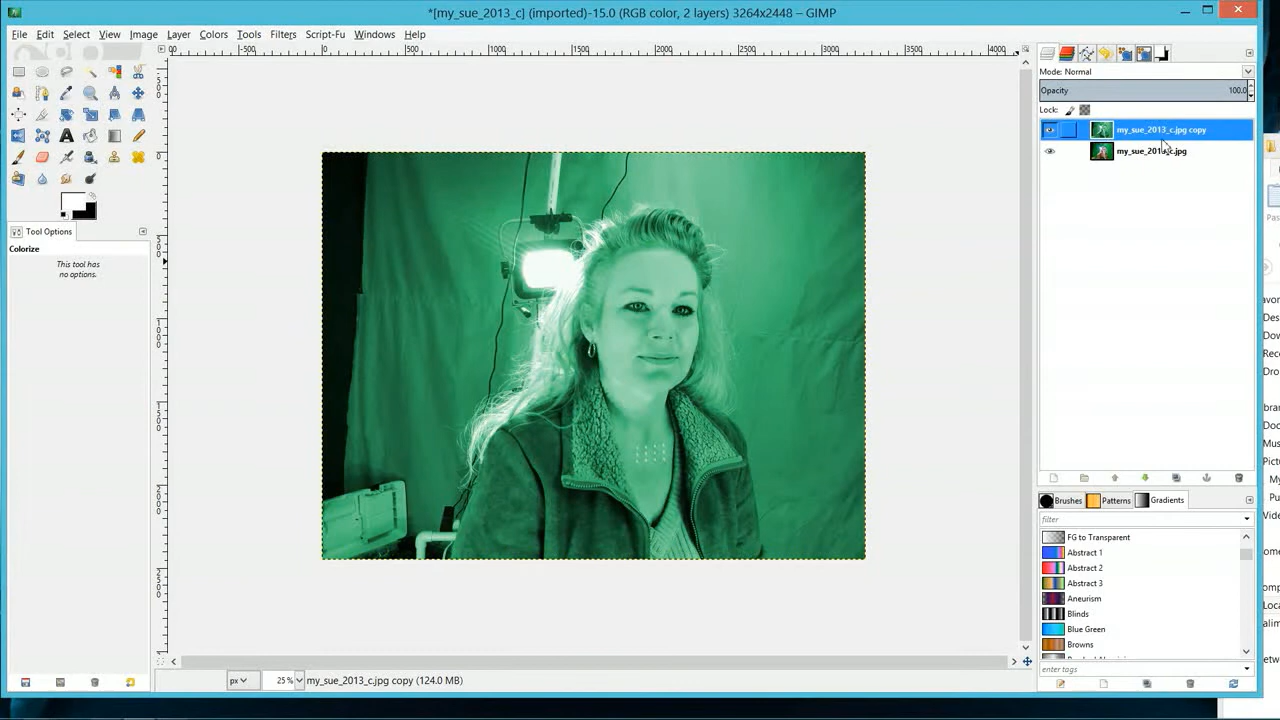 *[my_sue_2013_c] (imported)-15.0 (RGB color, 2 layers) 3264x2448 – GIMP
File Edit Select View Image Layer Colors Tools Filters Script-Fu Windows Help
Mode: Normal
Opacity 100.0
Lock:
my_sue_2013_c.jpg copy
my_sue_2013_c.jpg
Tool Options
Colorize
This tool has
no options.
Brushes Patterns Gradients
filter
FG to Transparent
Abstract 1
Abstract 2
Abstract 3
Aneurism
Blinds
Blue Green
Browns
enter tags
px 25% my_sue_2013_c.jpg copy (124.0 MB)